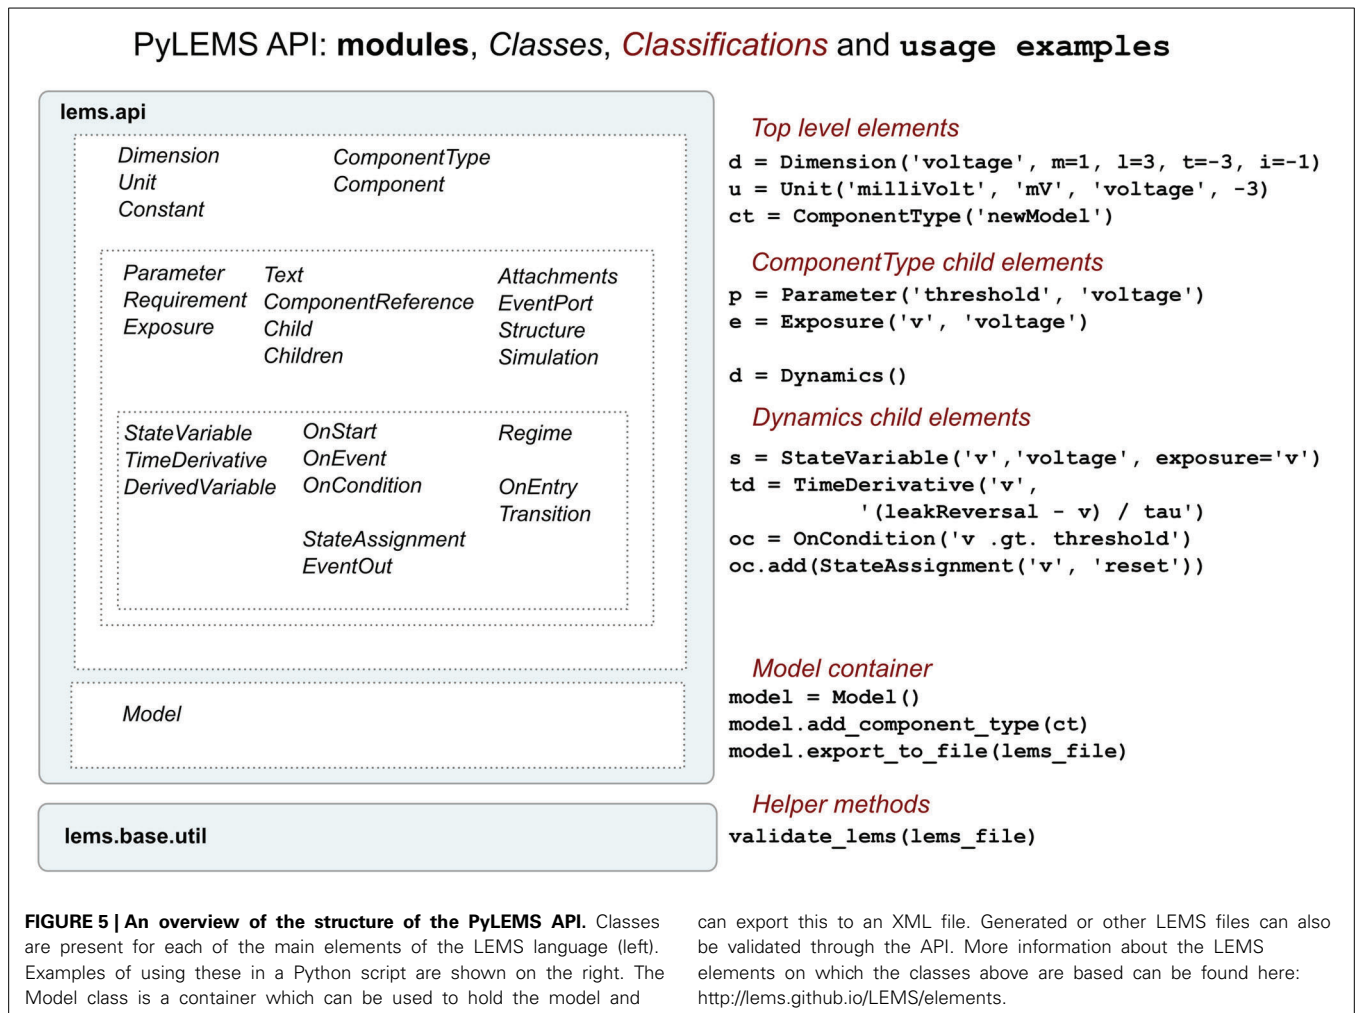 PyLEMS API: modules, Classes, Classifications and usage examples
lems.api
Dimension
Unit
Constant
ComponentType
Component
Parameter
Requirement
Exposure
Text
ComponentReference
Child
Children
Attachments
EventPort
Structure
Simulation
StateVariable
TimeDerivative
DerivedVariable
OnStart
OnEvent
OnCondition
StateAssignment
EventOut
Regime
OnEntry
Transition
Model
lems.base.util
Top level elements
d = Dimension('voltage', m=1, l=3, t=-3, i=-1)
u = Unit('milliVolt', 'mV', 'voltage', -3)
ct = ComponentType('newModel')
ComponentType child elements
p = Parameter('threshold', 'voltage')
e = Exposure('v', 'voltage')
d = Dynamics()
Dynamics child elements
s = StateVariable('v','voltage', exposure='v')
td = TimeDerivative('v',
'(leakReversal - v) / tau')
oc = OnCondition('v .gt. threshold')
oc.add(StateAssignment('v', 'reset'))
Model container
model = Model()
model.add_component_type(ct)
model.export_to_file(lems_file)
Helper methods
validate_lems(lems_file)
FIGURE 5 | An overview of the structure of the PyLEMS API. Classes
are present for each of the main elements of the LEMS language (left).
Examples of using these in a Python script are shown on the right. The
Model class is a container which can be used to hold the model and
can export this to an XML file. Generated or other LEMS files can also
be validated through the API. More information about the LEMS
elements on which the classes above are based can be found here:
http://lems.github.io/LEMS/elements.